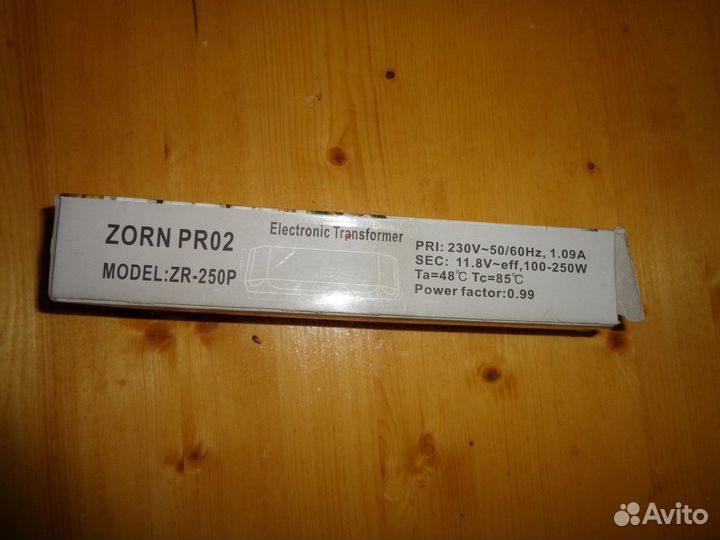 ZORN PR02
MODEL:ZR-250P
Electronic Transformer
PRI: 230V~50/60Hz, 1.09A
SEC: 11.8V~eff,100-250W
Ta=48℃ Tc=85℃
Power factor:0.99
Avito